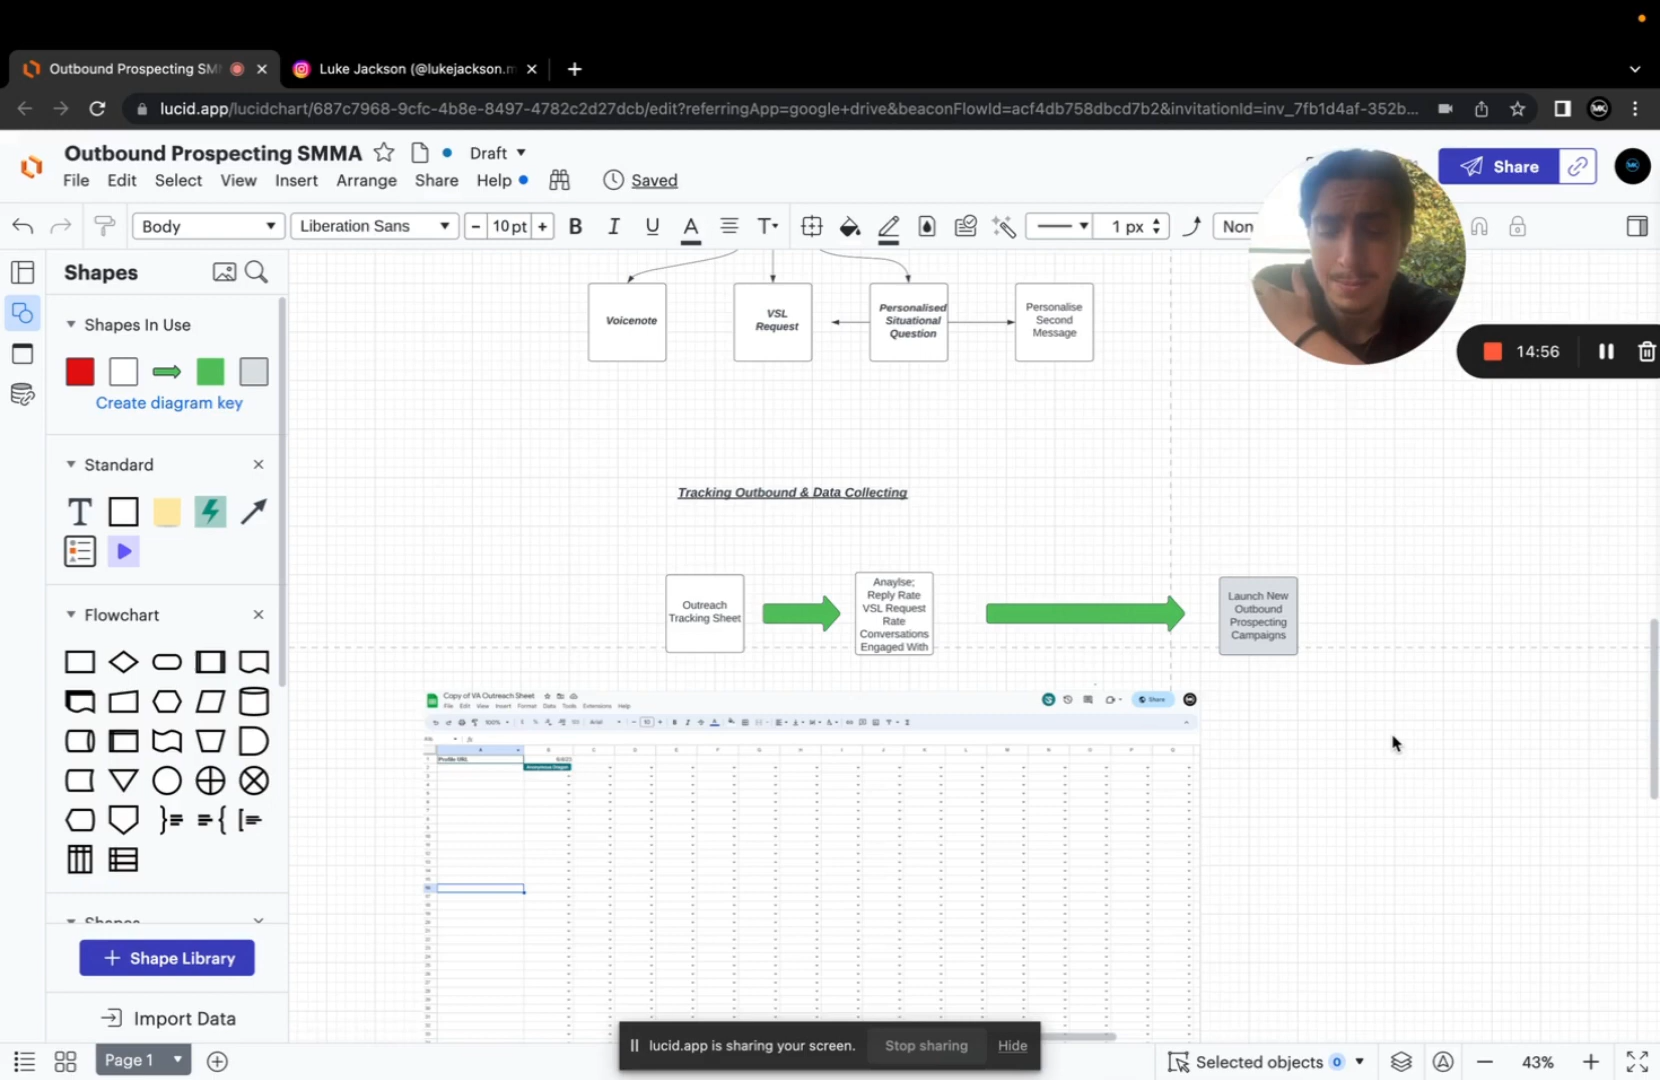 Outbound Prospecting SM
Luke Jackson (@lukejackson.m
lucid.app/lucidchart/687c7968-9cfc-4b8e-8497-4782c2d27dcb/edit?referringApp=google+drive&beaconFlowId=acf4db758dbcd7b2&invitationId=inv_7fb1d4af-352b...
Outbound Prospecting SMMA
Draft
File Edit Select View Insert Arrange Share Help
Saved
Share
Body
Liberation Sans
10 pt
B I U A T
1 px
Non
14:56
Shapes
Shapes In Use
Create diagram key
Standard
T
Flowchart
Shapes
Shape Library
Import Data
Voicenote
VSL
Request
Personalised
Situational
Question
Personalise
Second
Message
Tracking Outbound & Data Collecting
Outreach
Tracking Sheet
Anaylse;
Reply Rate
VSL Request
Rate
Conversations
Engaged With
Launch New
Outbound
Prospecting
Campaigns
Copy of VA Outreach Sheet
File Edit View Insert Format Data Tools Extensions Help
Share
Profile URL
lucid.app is sharing your screen.
Stop sharing
Hide
Page 1
Selected objects 0
43%